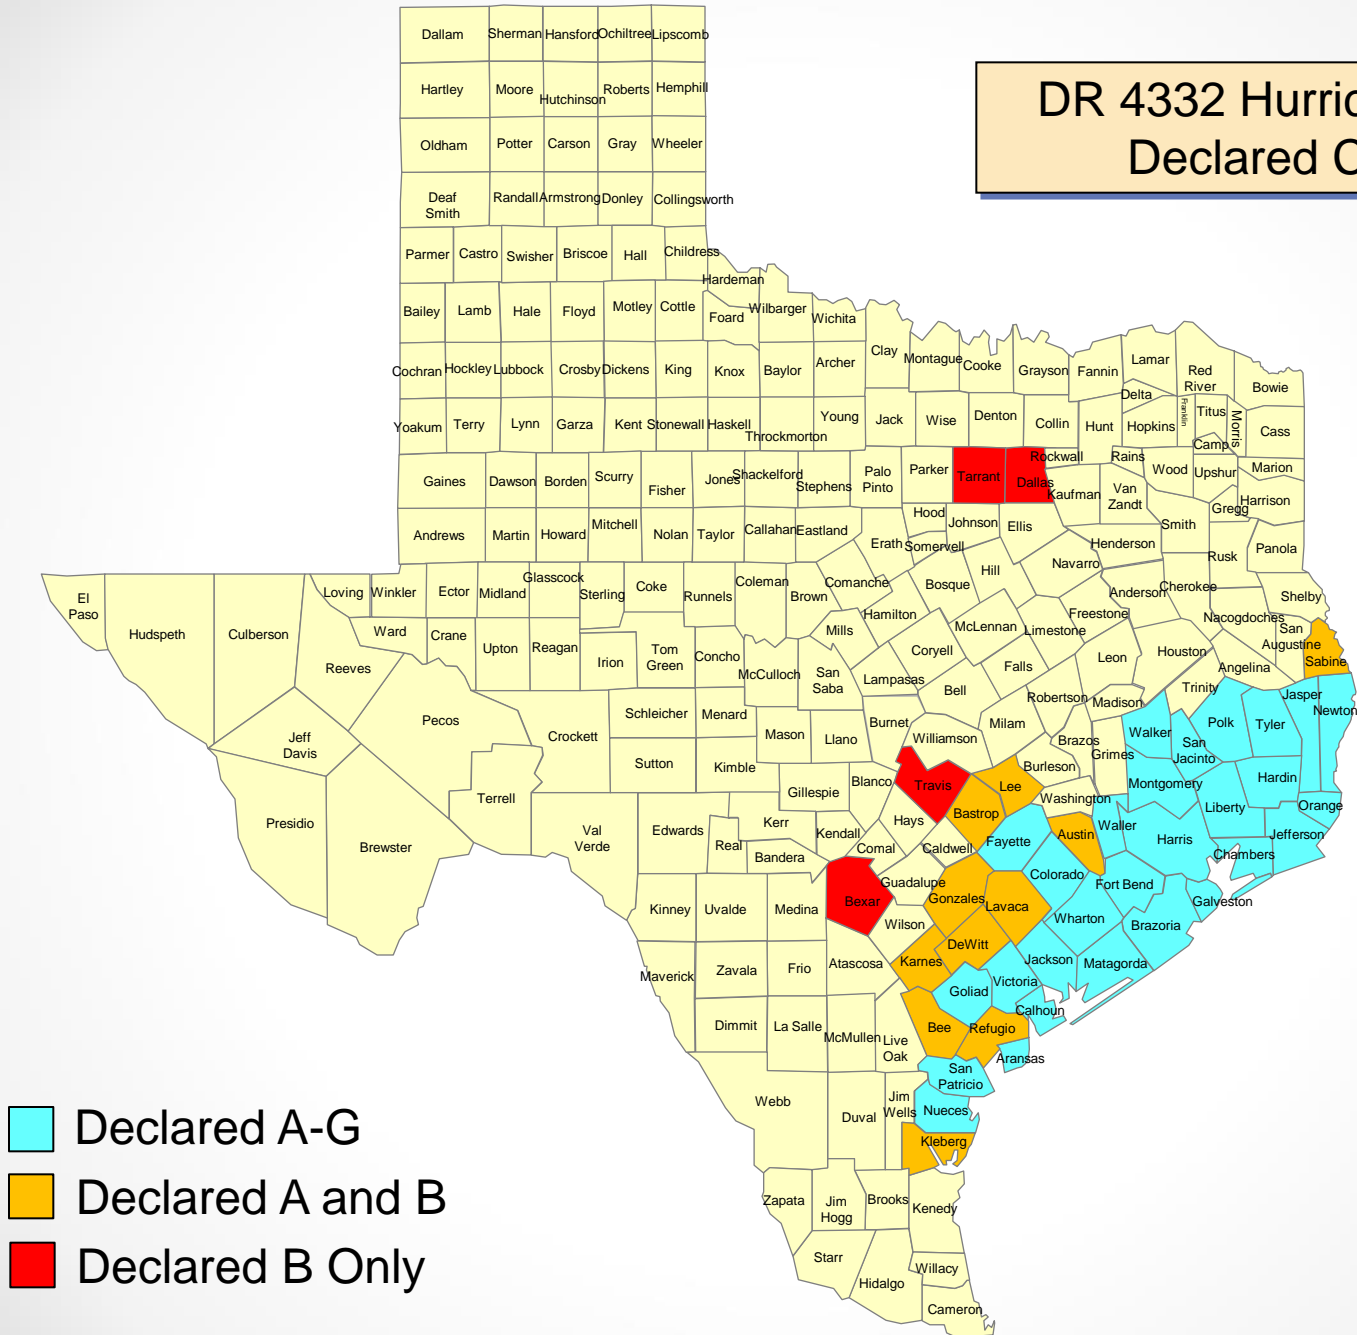 DR 4332 Hurric
Declared C
Dallam Sherman Hansford Ochiltree Lipscomb
Hartley Moore Hutchinson Roberts Hemphill
Oldham Potter Carson Gray Wheeler
Deaf
Smith
Randall Armstrong Donley Collingsworth
Parmer Castro Swisher Briscoe Hall Childress
Hardeman
Bailey Lamb Hale Floyd Motley Cottle Foard Wilbarger Wichita
Cochran Hockley Lubbock Crosby Dickens King Knox Baylor Archer Clay Montague Cooke Grayson Fannin Lamar
Red
River
Bowie
Yoakum Terry Lynn Garza Kent Stonewall Haskell Throckmorton Young Jack Wise Denton Collin Hunt Delta Hopkins Franklin Titus Morris Cass
Camp
Gaines Dawson Borden Scurry Fisher Jones Shackelford Stephens
Palo
Pinto
Parker Tarrant Dallas Rockwall Kaufman Rains
Van
Zandt
Wood Upshur Marion
Gregg Harrison
Andrews Martin Howard Mitchell Nolan Taylor Callahan Eastland Erath Hood Somervell Johnson Ellis Henderson Smith Rusk Panola
El
Paso
Hudspeth Culberson Loving Winkler Ector Midland Glasscock Sterling Coke Runnels Coleman Brown Comanche Hamilton Bosque Hill Navarro Freestone Anderson Cherokee Nacogdoches Shelby
Reeves Ward Crane Upton Reagan Irion
Tom
Green
Concho McCulloch
San
Saba
Mills Lampasas Coryell McLennan Limestone Falls Leon Houston Angelina
San
Augustine
Sabine
Jeff
Davis
Pecos Crockett Schleicher Menard Mason Llano Burnet Bell Milam Robertson Madison Trinity
Williamson Brazos Grimes Walker
San
Jacinto
Polk Tyler Jasper Newton
Presidio Brewster Terrell
Val
Verde
Sutton Kimble Gillespie Blanco Travis Lee Burleson Washington Montgomery Liberty Hardin Orange
Edwards Real Kerr Bandera Kendall Comal Hays Caldwell Bastrop Fayette Austin Waller Harris Chambers Jefferson
Kinney Uvalde Medina Bexar Guadalupe Gonzales Lavaca Colorado Fort Bend Galveston
Wilson Wharton Brazoria
Maverick Zavala Frio Atascosa Karnes DeWitt Jackson Matagorda
Goliad Victoria Calhoun
Dimmit La Salle McMullen
Live
Oak
Bee Refugio Aransas
San
Patricio
Webb Duval
Jim
Wells
Nueces
Kleberg
Zapata
Jim
Hogg
Brooks Kenedy
Starr Hidalgo Willacy
Cameron
Declared A-G
Declared A and B
Declared B Only